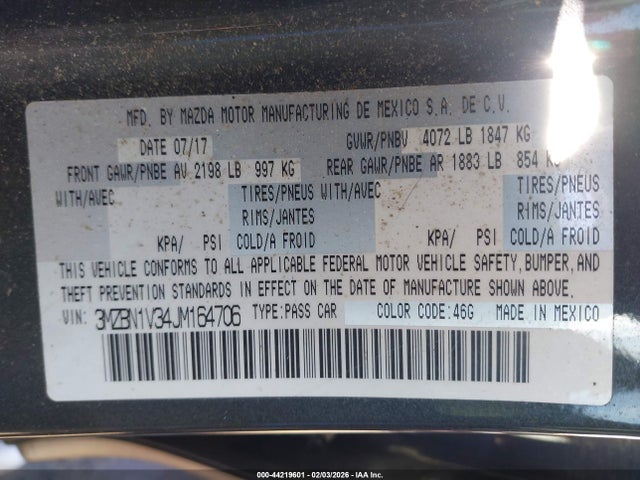 MFD. BY MAZDA MOTOR MANUFACTURING DE MEXICO S.A. DE C.V.
DATE 07/17 GVWR/PNBV 4072 LB 1847 KG
FRONT GAWR/PNBE AV 2198 LB 997 KG REAR GAWR/PNBE AR 1883 LB 854 KG
WITH/AVEC TIRES/PNEUS WITH/AVEC TIRES/PNEUS
RIMS/JANTES RIMS/JANTES
KPA/ PSI COLD/A FROID KPA/ PSI COLD/A FROID
THIS VEHICLE CONFORMS TO ALL APPLICABLE FEDERAL MOTOR VEHICLE SAFETY, BUMPER, AND
THEFT PREVENTION STANDARDS IN EFFECT ON THE DATE OF MANUFACTURE SHOWN ABOVE.
VIN: 3MZBN1V34JM164706 TYPE:PASS CAR COLOR CODE:46G MADE IN MEXICO
000-44219601 - 02/03/2026 - IAA Inc.